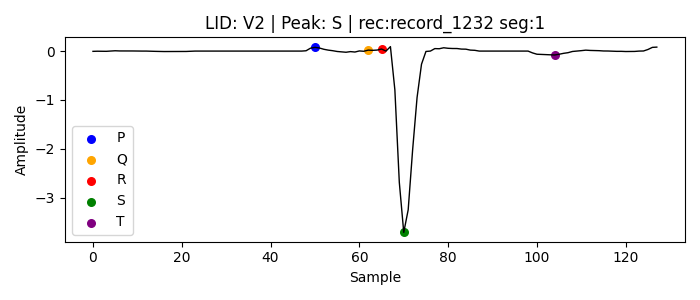 LID: V2 | Peak: S | rec:record_1232 seg:1
Amplitude
0
−1
−2
−3
P
Q
R
S
T
0 20 40 60 80 100 120
Sample